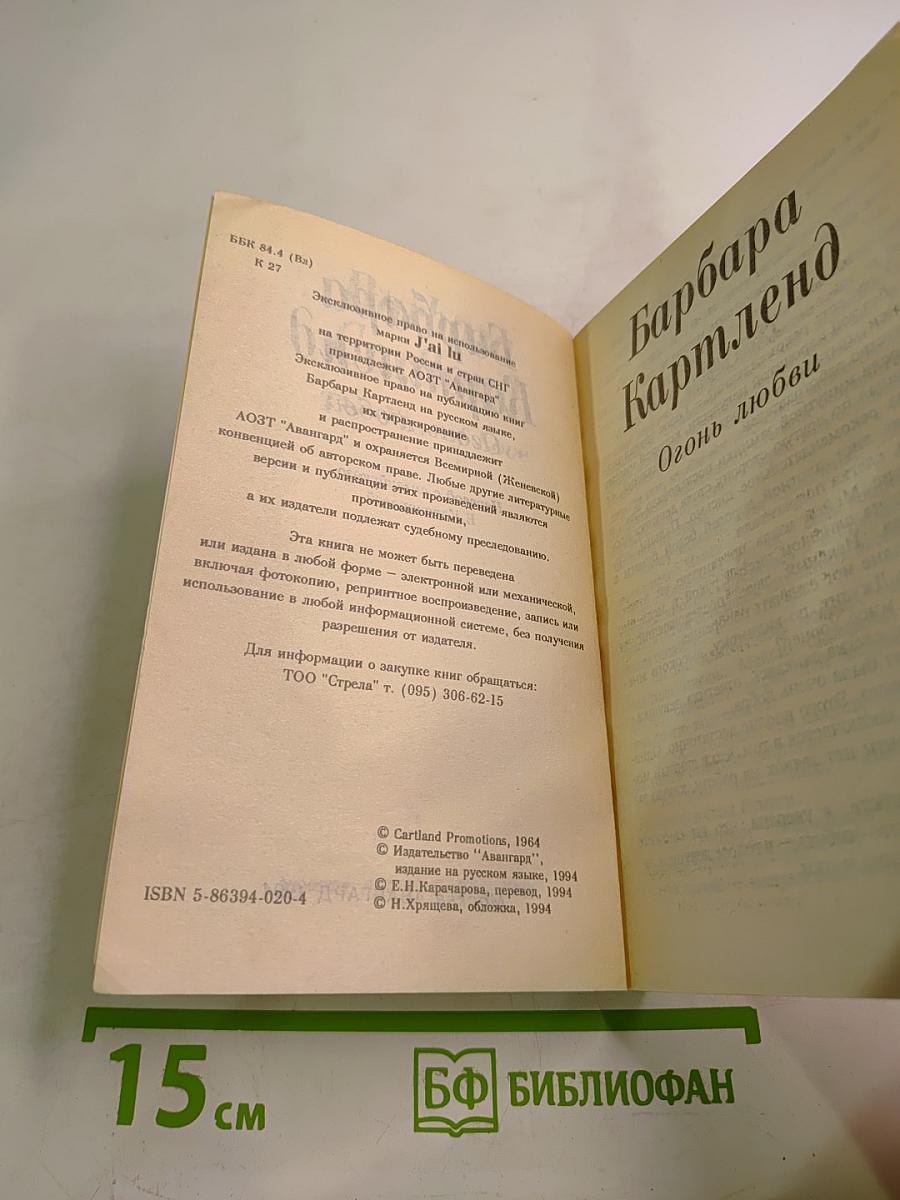 ББК 84.4 (Вл)
К 27
Эксклюзивное право на использование
марки J'ai lu
на территории России и стран СНГ
принадлежит АОЗТ "Авангард"
Эксклюзивное право на публикацию книг
Барбары Картленд на русском языке,
их тиражирование
и распространение принадлежит
АОЗТ "Авангард" и охраняется Всемирной (Женевской)
конвенцией об авторском праве. Любые другие литературные
версии и публикации этих произведений являются
противозаконными,
а их издатели подлежат судебному преследованию.
Эта книга не может быть переведена
или издана в любой форме — электронной или механической,
включая фотокопию, репринтное воспроизведение, запись или
использование в любой информационной системе, без получения
разрешения от издателя.
Для информации о закупке книг обращаться:
ТОО "Стрела" т. (095) 306-62-15
© Cartland Promotions, 1964
© Издательство "Авангард",
издание на русском языке, 1994
© Е.Н.Карачарова, перевод, 1994
© Н.Хрящева, обложка, 1994
ISBN 5-86394-020-4
Барбара
Картленд
Огонь любви
15 см
БФ БИБЛИОФАН